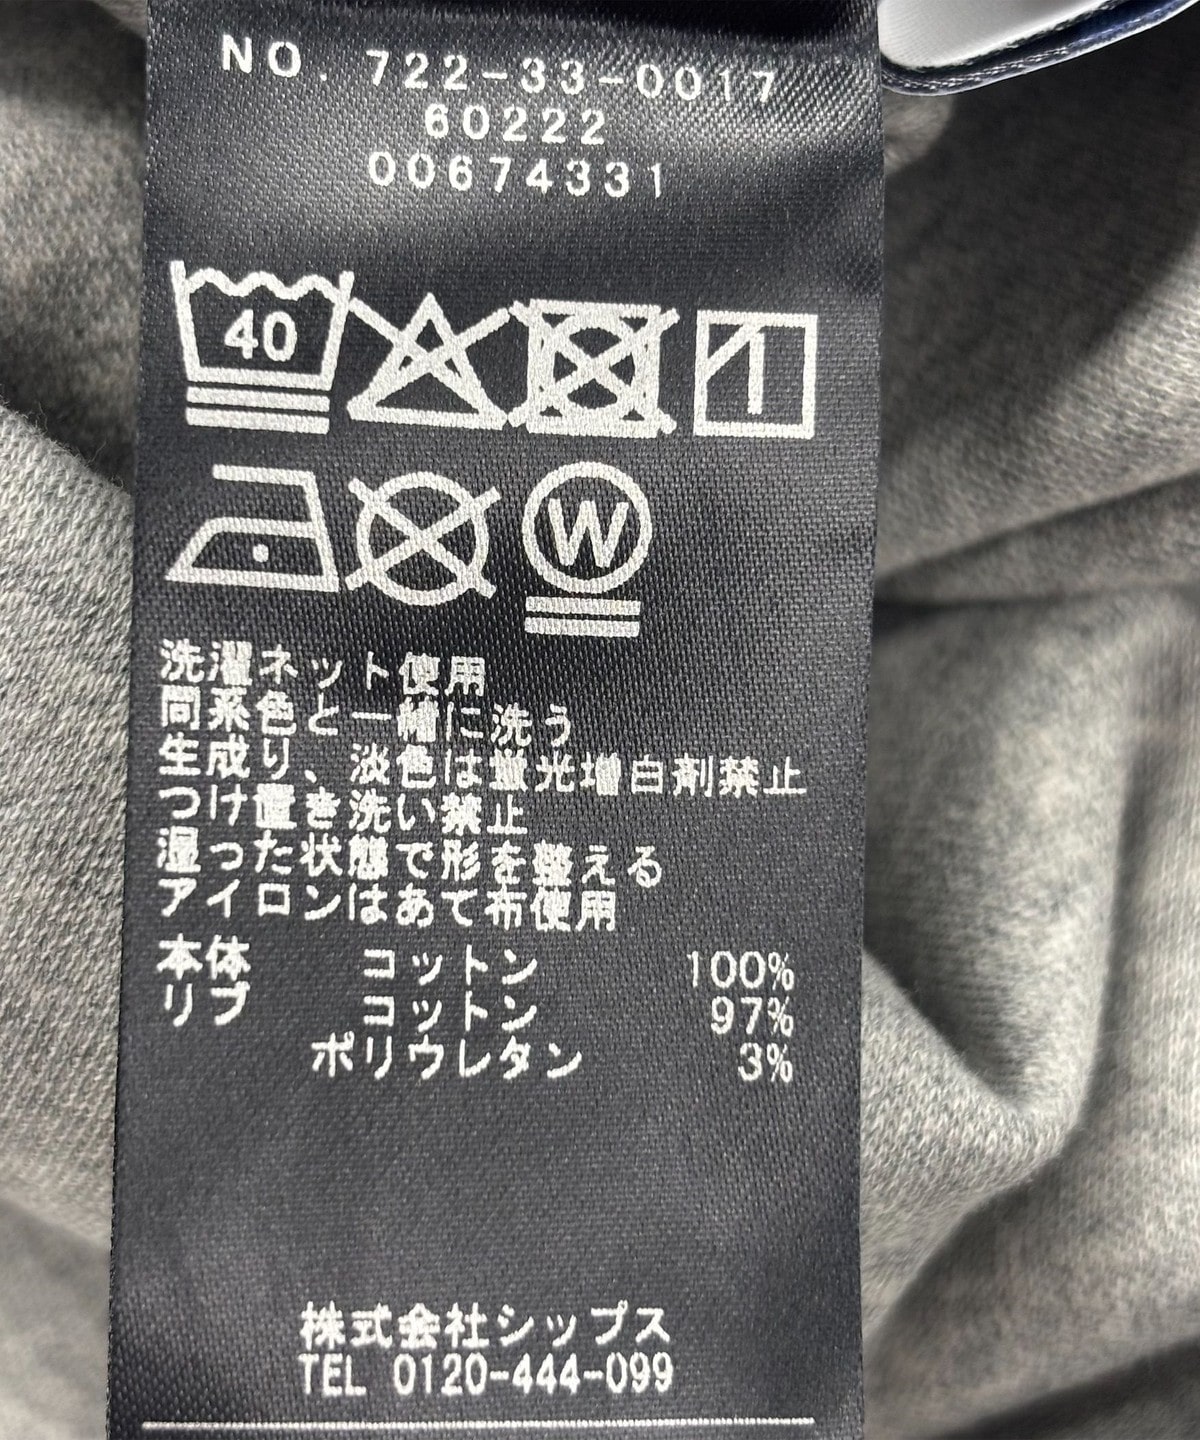 NO. 722-33-0017
60222
00674331
40
W
洗濯ネット使用
同系色と一緒に洗う
生成り、淡色は蛍光増白剤禁止
つけ置き洗い禁止
湿った状態で形を整える
アイロンはあて布使用
本体 コットン 100%
リブ コットン 97%
ポリウレタン 3%
株式会社シップス
TEL 0120-444-099